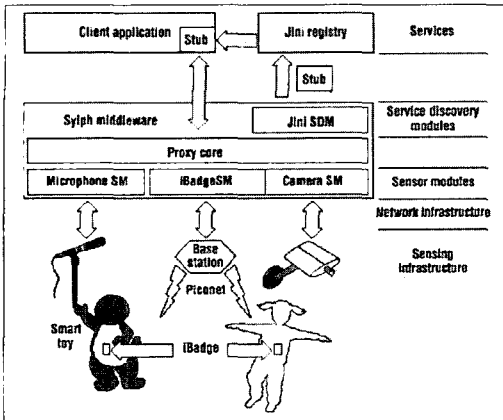 Client application
Stub
Jini registry
Services
Stub
Sylph middleware
Jini SDM
Service discovery
modules
Proxy core
Microphone SM
iBadgeSM
Camera SM
Sensor modules
Network infrastructure
Base
station
Sensing
infrastructure
Piconet
Smart
toy
iBadge